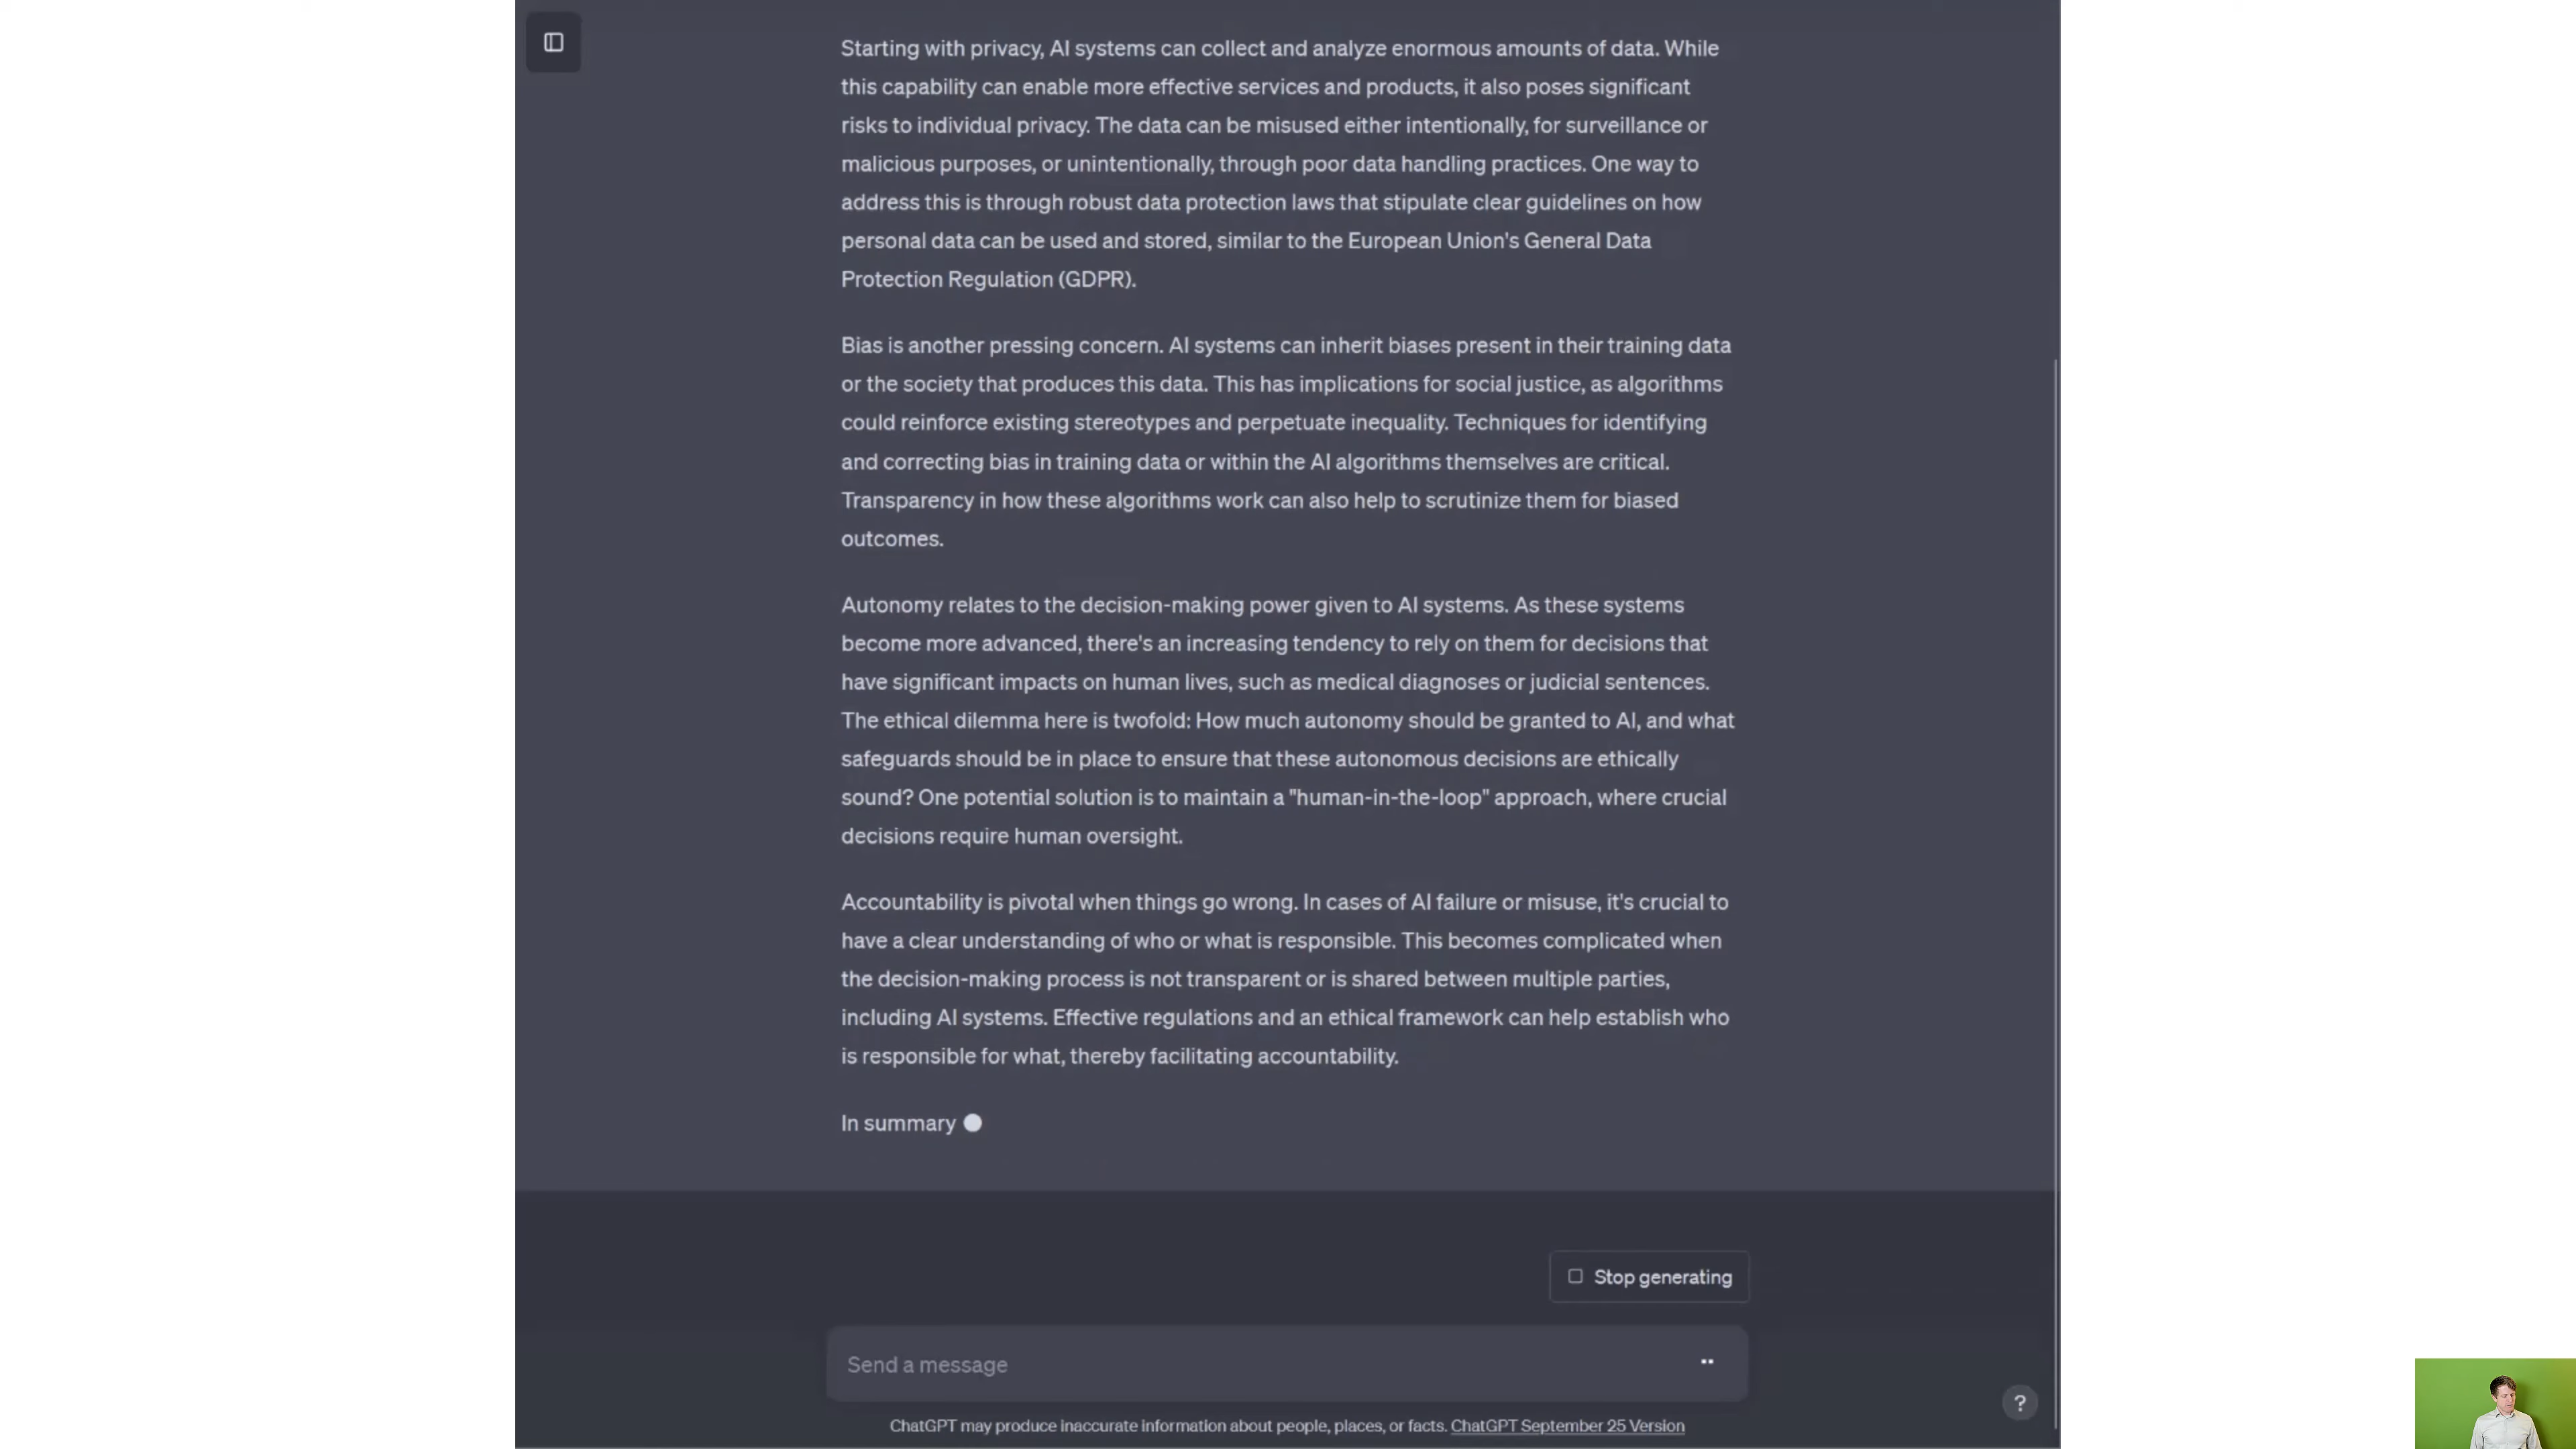 Starting with privacy, AI systems can collect and analyze enormous amounts of data. While
this capability can enable more effective services and products, it also poses significant
risks to individual privacy. The data can be misused either intentionally, for surveillance or
malicious purposes, or unintentionally, through poor data handling practices. One way to
address this is through robust data protection laws that stipulate clear guidelines on how
personal data can be used and stored, similar to the European Union's General Data
Protection Regulation (GDPR).
Bias is another pressing concern. AI systems can inherit biases present in their training data
or the society that produces this data. This has implications for social justice, as algorithms
could reinforce existing stereotypes and perpetuate inequality. Techniques for identifying
and correcting bias in training data or within the AI algorithms themselves are critical.
Transparency in how these algorithms work can also help to scrutinize them for biased
outcomes.
Autonomy relates to the decision-making power given to AI systems. As these systems
become more advanced, there's an increasing tendency to rely on them for decisions that
have significant impacts on human lives, such as medical diagnoses or judicial sentences.
The ethical dilemma here is twofold: How much autonomy should be granted to AI, and what
safeguards should be in place to ensure that these autonomous decisions are ethically
sound? One potential solution is to maintain a "human-in-the-loop" approach, where crucial
decisions require human oversight.
Accountability is pivotal when things go wrong. In cases of AI failure or misuse, it's crucial to
have a clear understanding of who or what is responsible. This becomes complicated when
the decision-making process is not transparent or is shared between multiple parties,
including AI systems. Effective regulations and an ethical framework can help establish who
is responsible for what, thereby facilitating accountability.
In summary
Stop generating
Send a message
?
ChatGPT may produce inaccurate information about people, places, or facts. ChatGPT September 25 Version